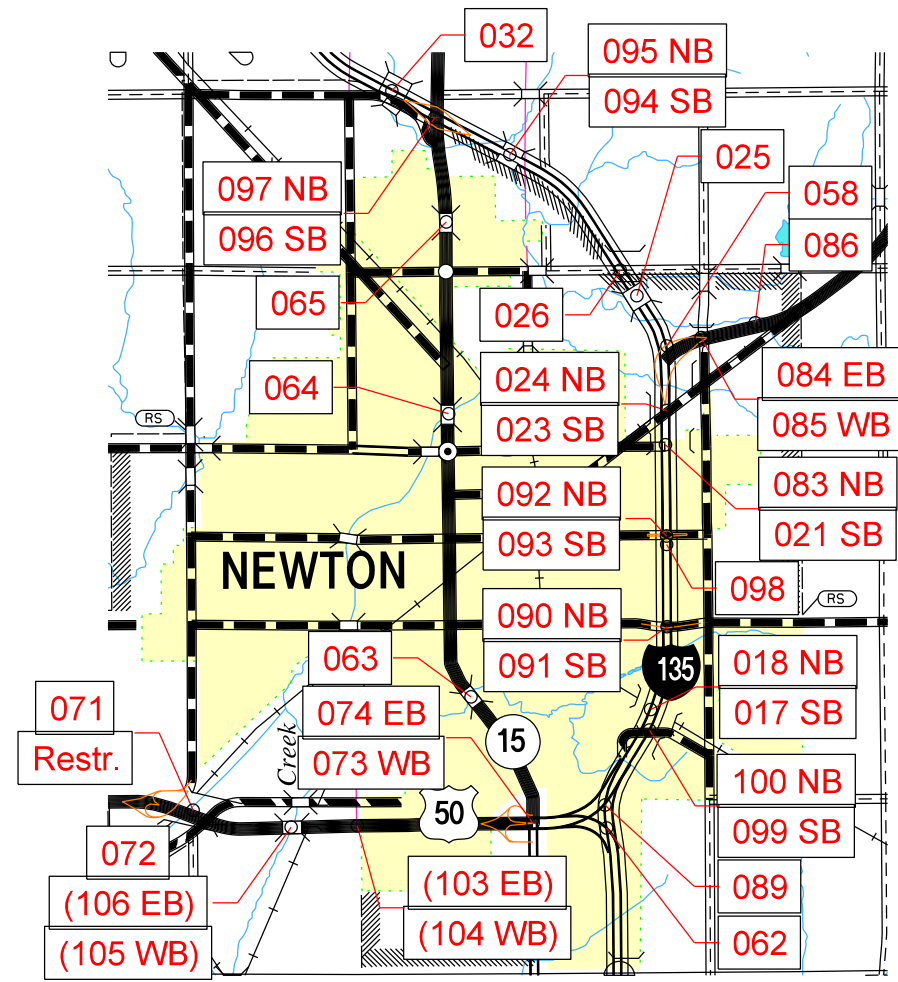 032
095 NB
094 SB
025
097 NB
096 SB
058
086
065
026
064
024 NB
023 SB
084 EB
085 WB
RS
092 NB
093 SB
083 NB
021 SB
NEWTON
098
RS
090 NB
091 SB
063
135
018 NB
017 SB
071
Restr.
074 EB
073 WB
15
Creek
100 NB
099 SB
50
072
(106 EB)
(105 WB)
(103 EB)
(104 WB)
089
062